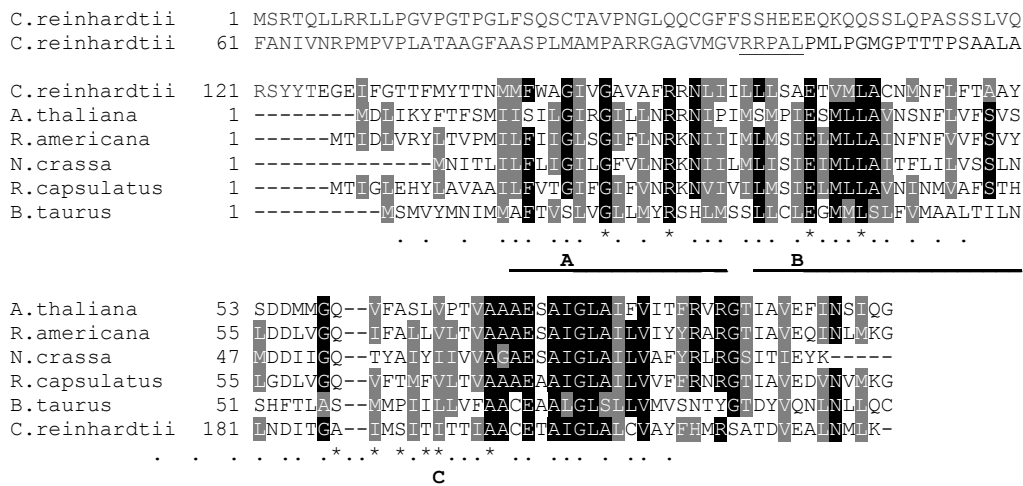 C.reinhardtii 1 MSRTQLLRRLLPGVPGTPGLFSQSCTAVPNGLQQCGFFSSHEEEQKQQSSLQPASSSLVQ
C.reinhardtii 61 FANIVNRPMPVPLATAAGFAASPLMAMPARRGAGVMGVRRPALPMLPGMGPTTTPSAALA
C.reinhardtii 121 RSYYTEGEIFGTTFMYTTNMMFWAGIVGAVAFRRNLIILLLSAETVMLACNMNFLFTAAY
A.thaliana 1 --------MDLIKYFTFSMIISILGIRGILLNRRNIPIMSMPIESMLLAVNSNFLVFSVS
R.americana 1 ------MTIDLVRYLTVPMILFIIGLSGIFLNRKNIIIMLMSIEIMLLAINFNFVVFSVY
N.crassa 1 --------------MNITLILFLIGILGFVLNRKNIILMLISIEIMLLAITFLILVSSLN
R.capsulatus 1 ------MTIGLEHYLAVAAILFVTGIFGIFVNRKNVIVILMSIELMLLAVNINMVAFSTH
B.taurus 1 ----------MSMVYMNIMMAFTVSLVGLLMYRSHLMSSLLCLEGMMLSLFVMAALTILN
. . . ... ... *. . * ... ... *...*. . . .
A B
A.thaliana 53 SDDMMGQ--VFASLVPTVAAAESAIGLAIFVITFRVRGTIAVEFINSIQG
R.americana 55 LDDLVGQ--IFALLVLTVAAAESAIGLAILVIYYRARGTIAVEQINLMKG
N.crassa 47 MDDIIGQ--TYAIYIIVVAGAESAIGLAILVAFYRLRGSITIEYK-----
R.capsulatus 55 LGDLVGQ--VFTMFVLTVAAAEAAIGLAILVVFFRNRGTIAVEDVNVMKG
B.taurus 51 SHFTLAS--MMPIILLVFAACEAALGLSLLVMVSNTYGTDYVQNLNLLQC
C.reinhardtii 181 LNDITGA--IMSITITTIAACETAIGLALCVAYFHMRSATDVEALNMLK-
. . . . ... ... *..* *.** ...* . .. ... . .
C